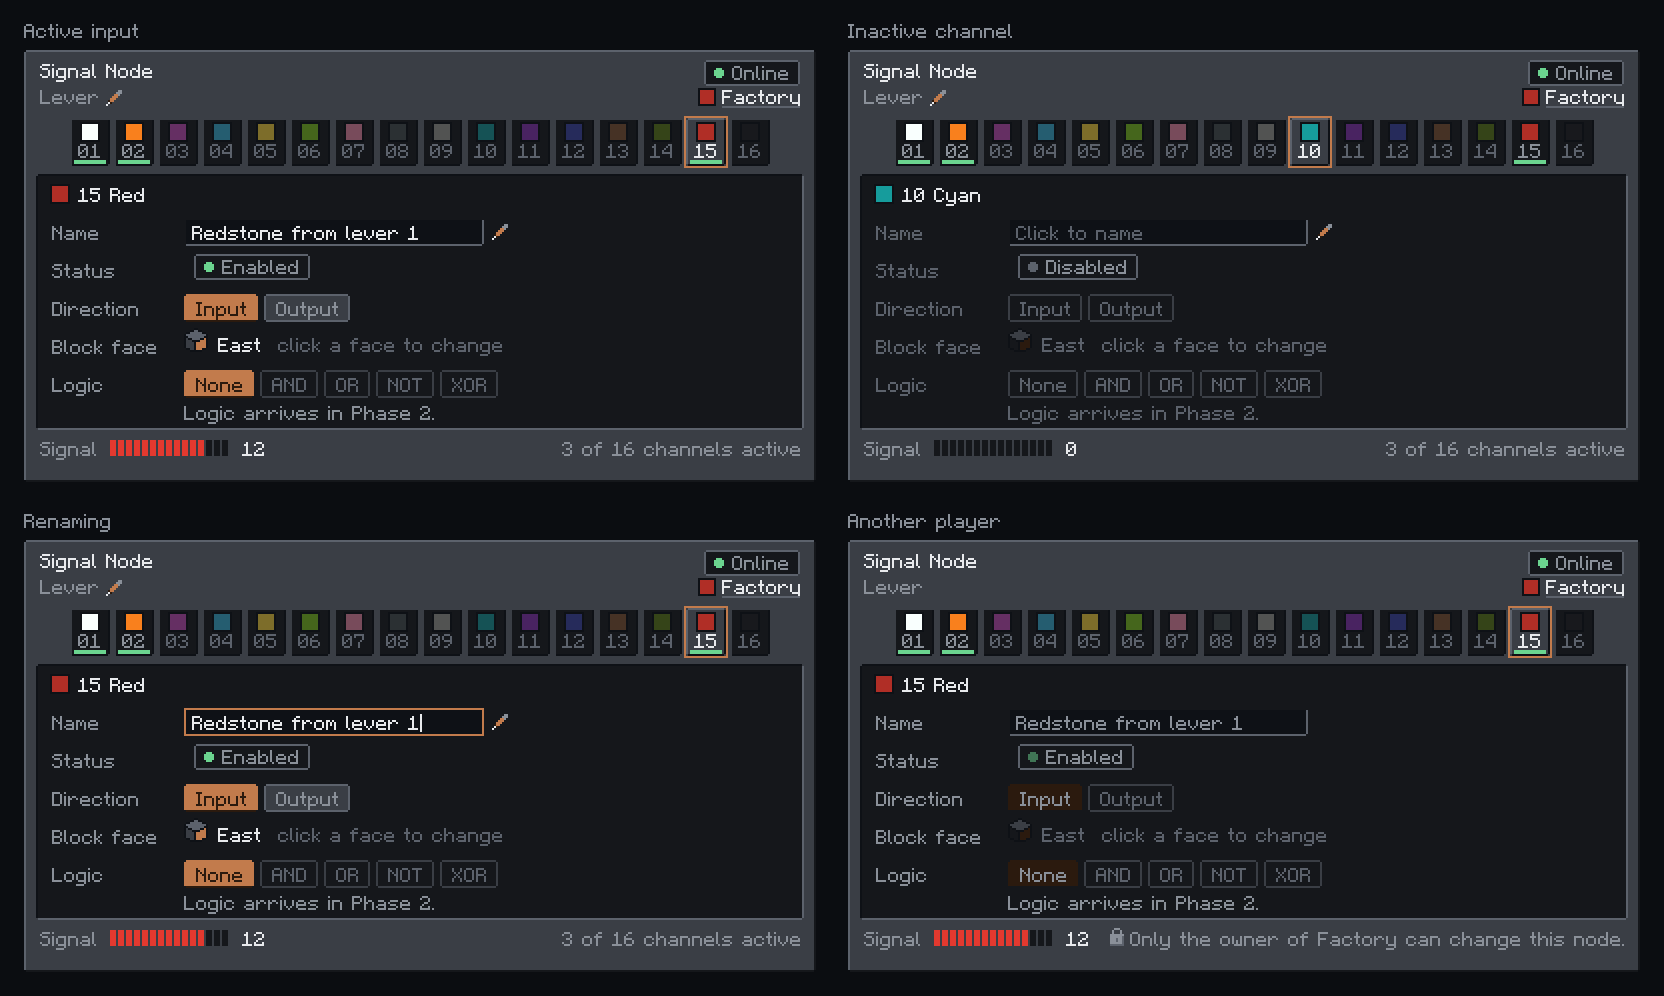 Active input
Signal Node
Online
Lever
Factory
01 02 03 04 05 06 07 08 09 10 11 12 13 14 15 16
15 Red
Name Redstone from lever 1
Status Enabled
Direction Input Output
Block face East click a face to change
Logic None AND OR NOT XOR
Logic arrives in Phase 2.
Signal 12 3 of 16 channels active
Inactive channel
Signal Node
Online
Lever
Factory
01 02 03 04 05 06 07 08 09 10 11 12 13 14 15 16
10 Cyan
Name Click to name
Status Disabled
Direction Input Output
Block face East click a face to change
Logic None AND OR NOT XOR
Logic arrives in Phase 2.
Signal 0 3 of 16 channels active
Renaming
Signal Node
Online
Lever
Factory
01 02 03 04 05 06 07 08 09 10 11 12 13 14 15 16
15 Red
Name Redstone from lever 1
Status Enabled
Direction Input Output
Block face East click a face to change
Logic None AND OR NOT XOR
Logic arrives in Phase 2.
Signal 12 3 of 16 channels active
Another player
Signal Node
Online
Lever
Factory
01 02 03 04 05 06 07 08 09 10 11 12 13 14 15 16
15 Red
Name Redstone from lever 1
Status Enabled
Direction Input Output
Block face East click a face to change
Logic None AND OR NOT XOR
Logic arrives in Phase 2.
Signal 12 Only the owner of Factory can change this node.